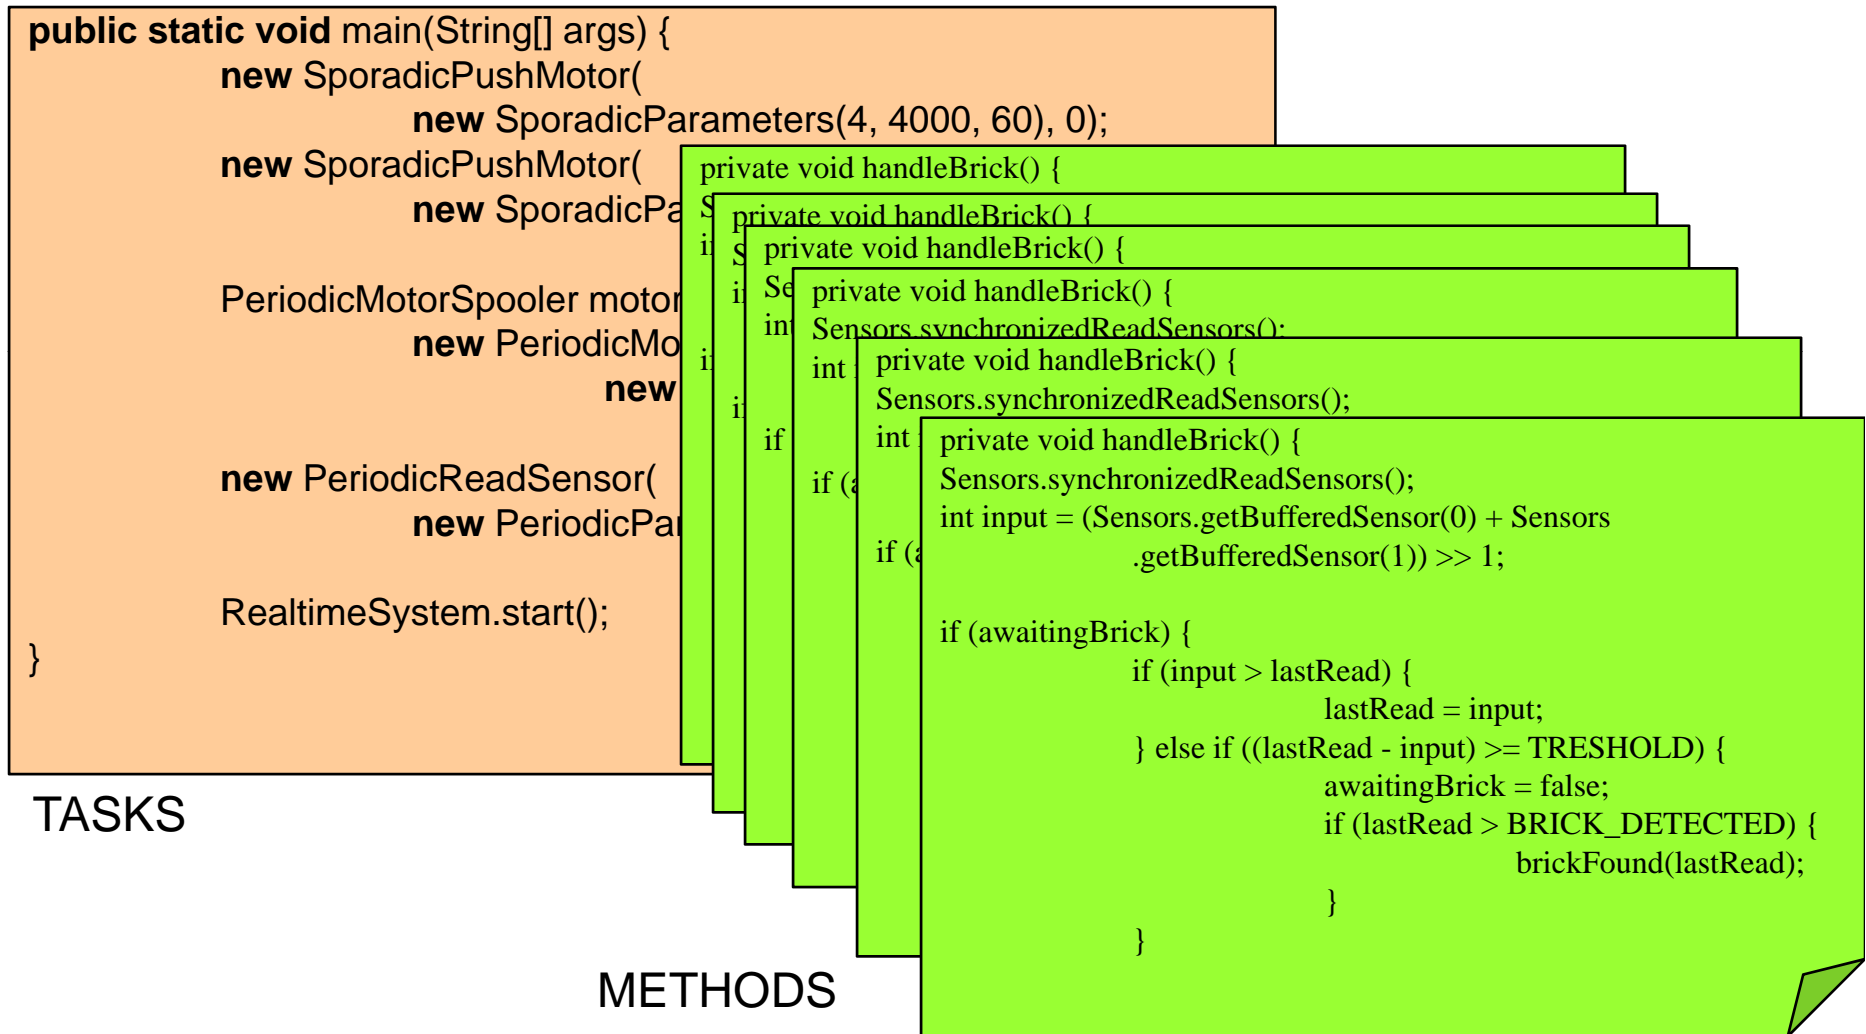 public static void main(String[] args) {
new SporadicPushMotor(
new SporadicParameters(4, 4000, 60), 0);
new SporadicPushMotor(
new
PeriodicMotorSpooler
new
new
new PeriodicReadSensor(
new
RealtimeSystem.start();
}
TASKS
private void handleBrick() {
private void handleBrick() {
private void handleBrick() {
private void handleBrick() {
Sensors.synchronizedReadSensors();
int
private void handleBrick() {
Sensors.synchronizedReadSensors();
int
private void handleBrick() {
Sensors.synchronizedReadSensors();
int input = (Sensors.getBufferedSensor(0) + Sensors
.getBufferedSensor(1)) >> 1;
if (awaitingBrick) {
if (input > lastRead) {
lastRead = input;
} else if ((lastRead - input) >= TRESHOLD) {
awaitingBrick = false;
if (lastRead > BRICK_DETECTED) {
brickFound(lastRead);
}
}
METHODS